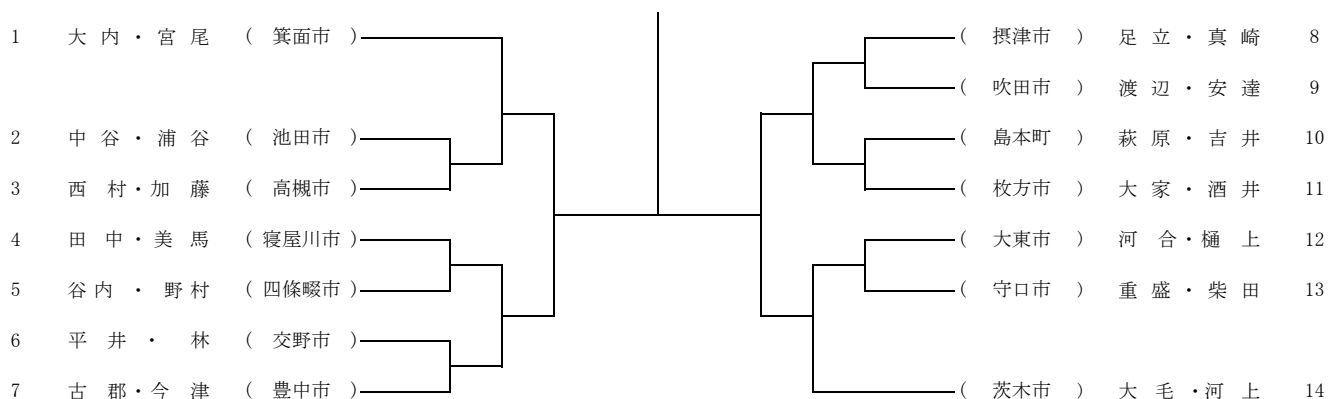 1 大内・宮尾 ( 箕面市 )
2 中谷・浦谷 ( 池田市 )
3 西村・加藤 ( 高槻市 )
4 田中・美馬 ( 寝屋川市 )
5 谷内・野村 ( 四條畷市 )
6 平井・林 ( 交野市 )
7 古郡・今津 ( 豊中市 )
( 摂津市 ) 足立・真崎 8
( 吹田市 ) 渡辺・安達 9
( 島本町 ) 萩原・吉井 10
( 枚方市 ) 大家・酒井 11
( 大東市 ) 河合・樋上 12
( 守口市 ) 重盛・柴田 13
( 茨木市 ) 大毛・河上 14